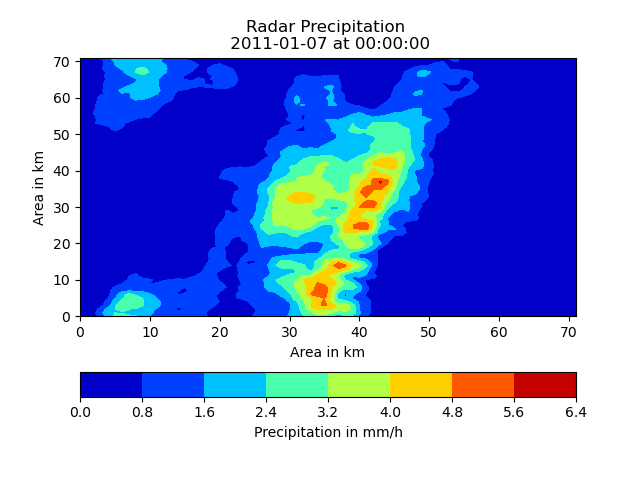 Radar Precipitation
2011-01-07 at 00:00:00
70
60
50
40
30
20
10
0
Area in km
0 10 20 30 40 50 60 70
Area in km
0.0 0.8 1.6 2.4 3.2 4.0 4.8 5.6 6.4
Precipitation in mm/h